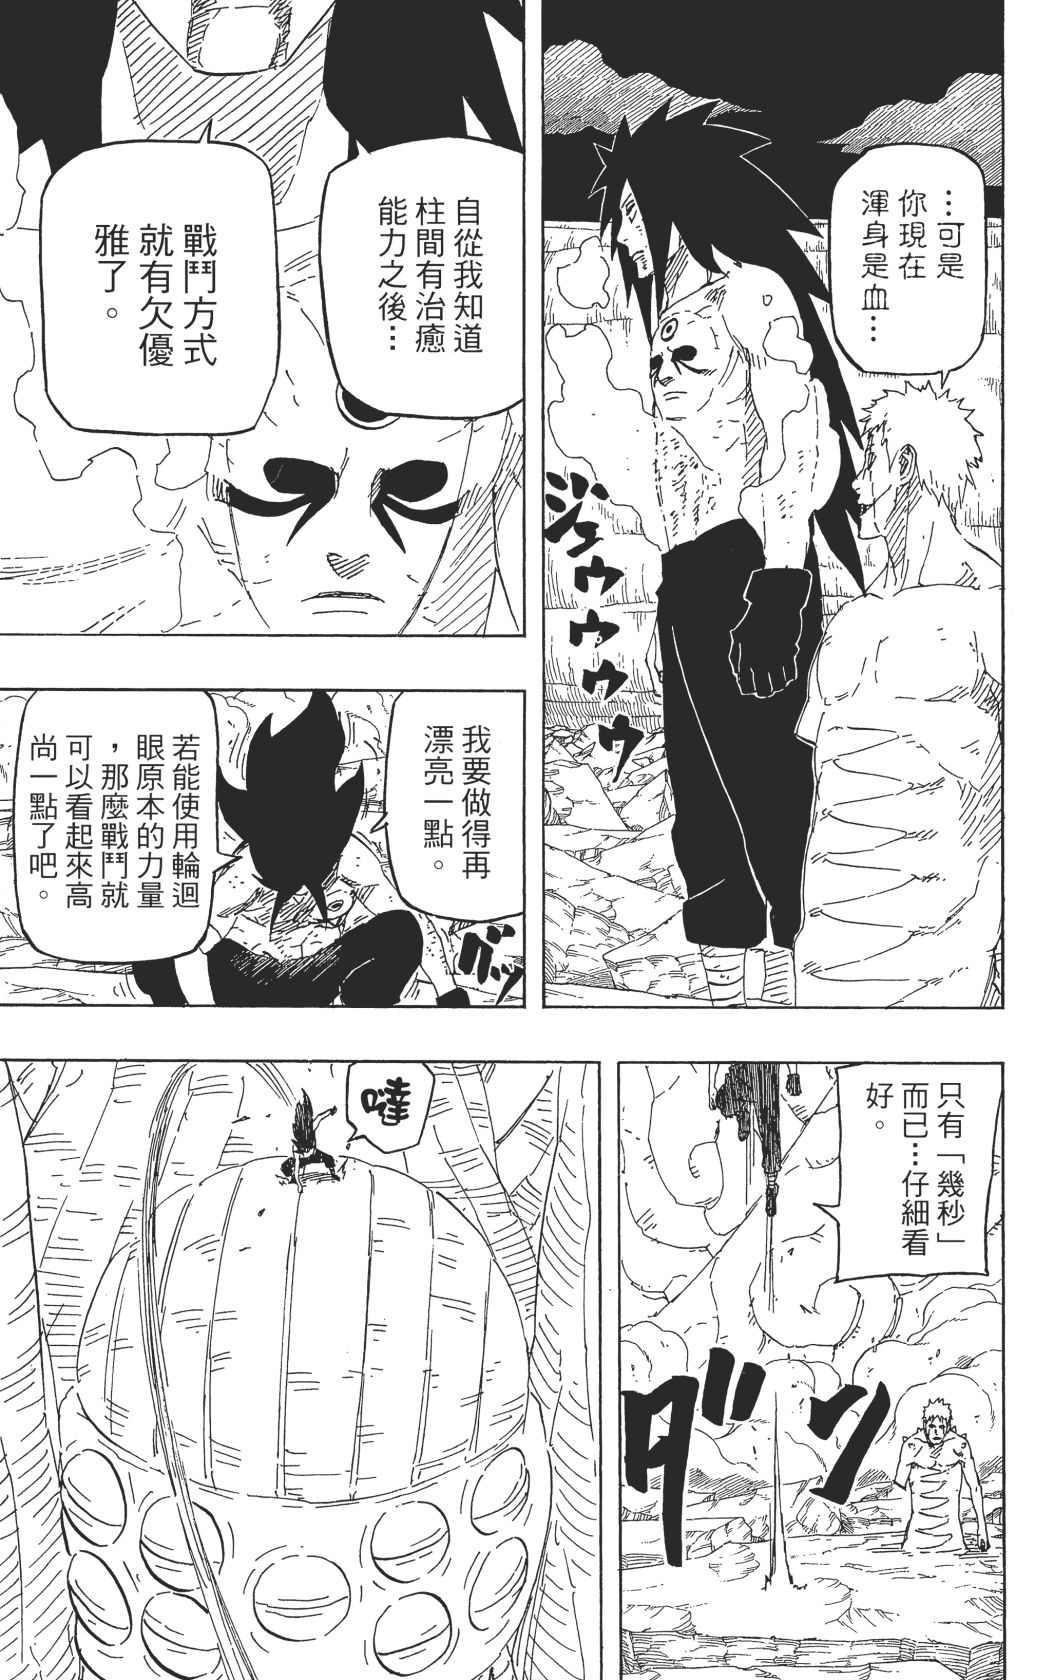 …可是
你現在
渾身是血…
ジュウウウウゥ
自從我知道
柱間有治癒
能力之後…
戰鬥方式
就有欠優
雅了。
我要做得再
漂亮一點。
グッ
若能使用輪迴
眼原本的力量
，那麼戰鬥就
可以看起來高
尚一點了吧。
只有「幾秒」
而已…仔細看
好。
ダン
噠